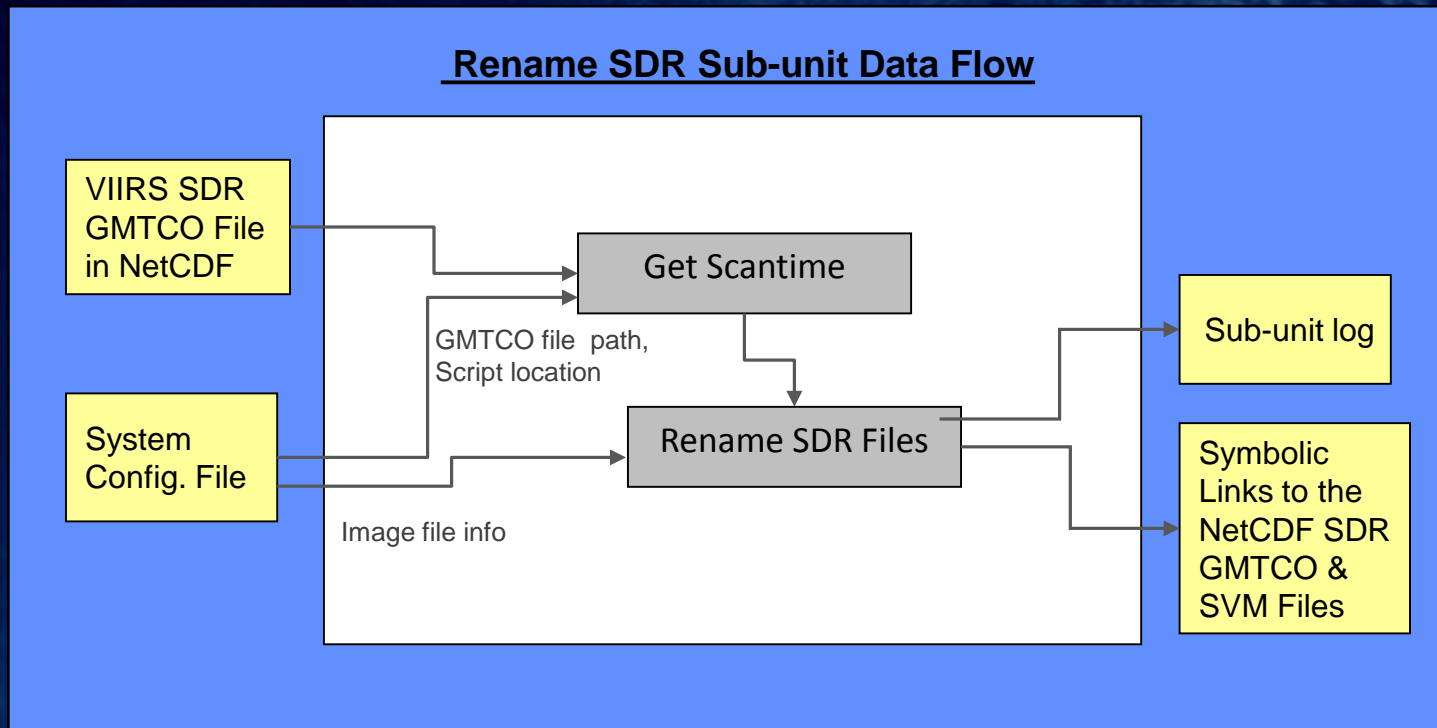 Rename SDR Sub-unit Data Flow
VIIRS SDR
GMTCO File
in NetCDF
Get Scantime
GMTCO file path,
Script location
Sub-unit log
System
Config. File
Rename SDR Files
Image file info
Symbolic
Links to the
NetCDF SDR
GMTCO &
SVM Files